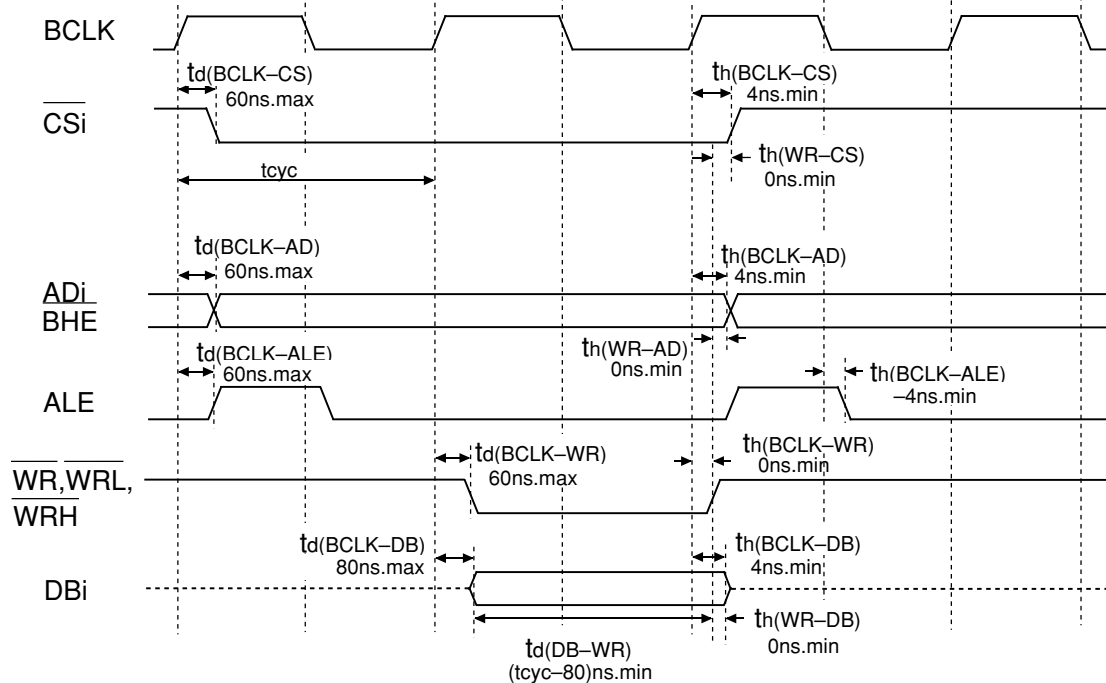 BCLK
td(BCLK–CS)
60ns.max
th(BCLK–CS)
4ns.min
CSi
th(WR–CS)
0ns.min
tcyc
td(BCLK–AD)
60ns.max
th(BCLK–AD)
4ns.min
ADi
BHE
th(WR–AD)
0ns.min
td(BCLK–ALE)
60ns.max
th(BCLK–ALE)
–4ns.min
ALE
td(BCLK–WR)
60ns.max
th(BCLK–WR)
0ns.min
WR,WRL,
WRH
td(BCLK–DB)
80ns.max
th(BCLK–DB)
4ns.min
DBi
td(DB–WR)
(tcyc–80)ns.min
th(WR–DB)
0ns.min